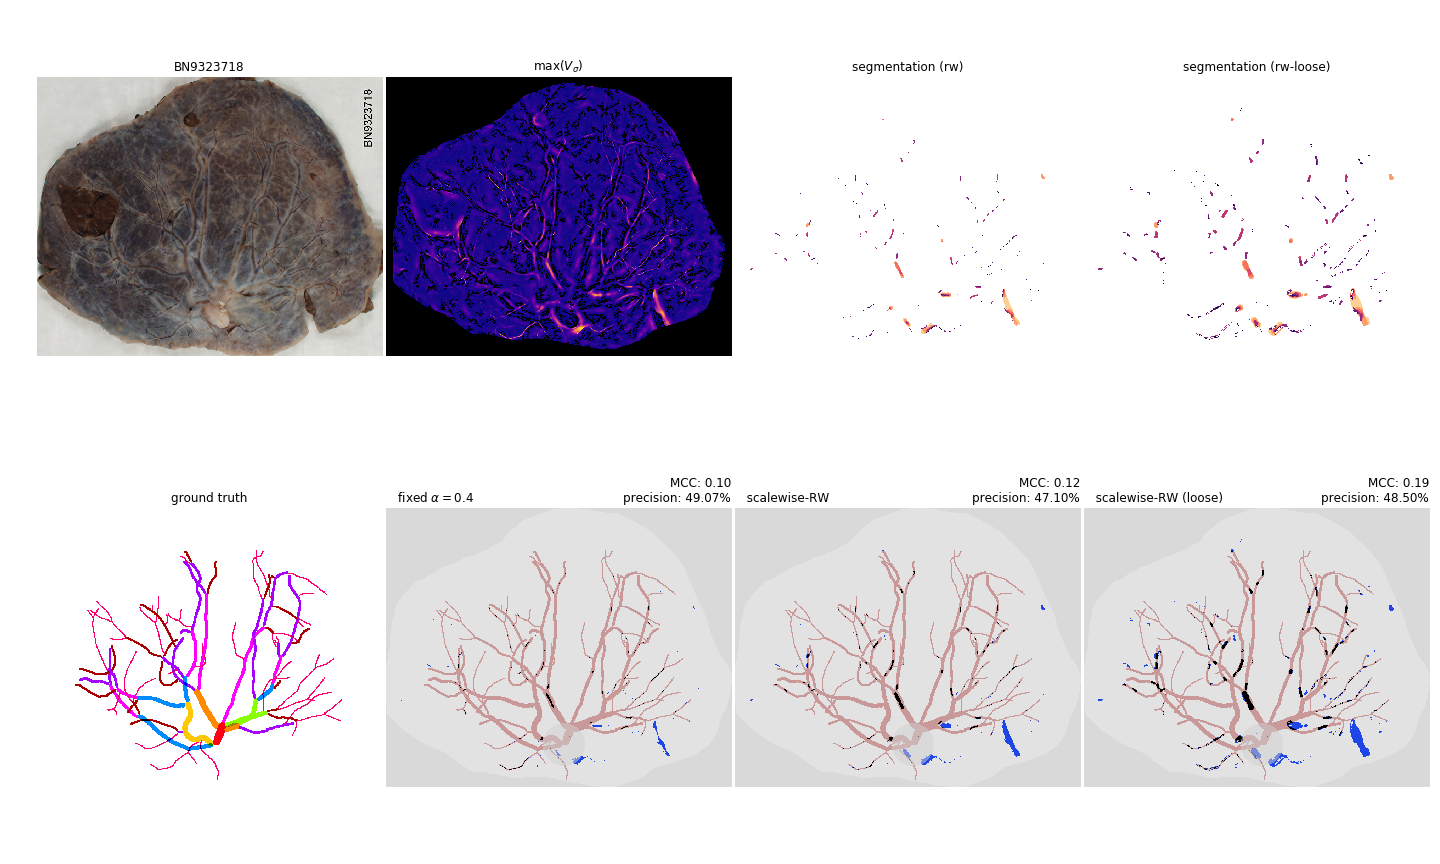 BN9323718
max(Vσ)
segmentation (rw)
segmentation (rw-loose)
BN9323718
ground truth
fixed α = 0.4
MCC: 0.10
precision: 49.07%
scalewise-RW
MCC: 0.12
precision: 47.10%
scalewise-RW (loose)
MCC: 0.19
precision: 48.50%